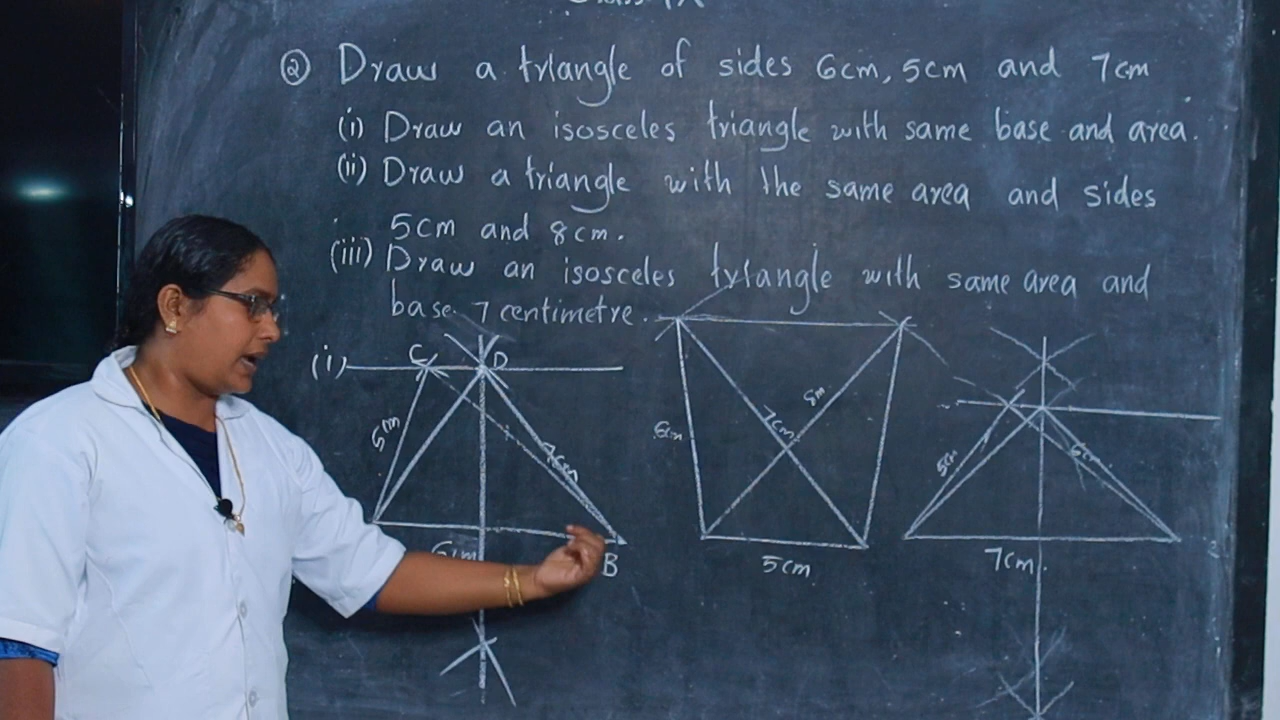 ② Draw a triangle of sides 6cm, 5cm and 7cm
(i) Draw an isosceles triangle with same base and area.
(ii) Draw a triangle with the same area and sides
5cm and 8cm.
(iii) Draw an isosceles triangle with same area and
base 7 centimetre.
(i)
C D
5cm
7cm
6cm
B
6cm
7cm
8m
5cm
5cm
6cm
7cm